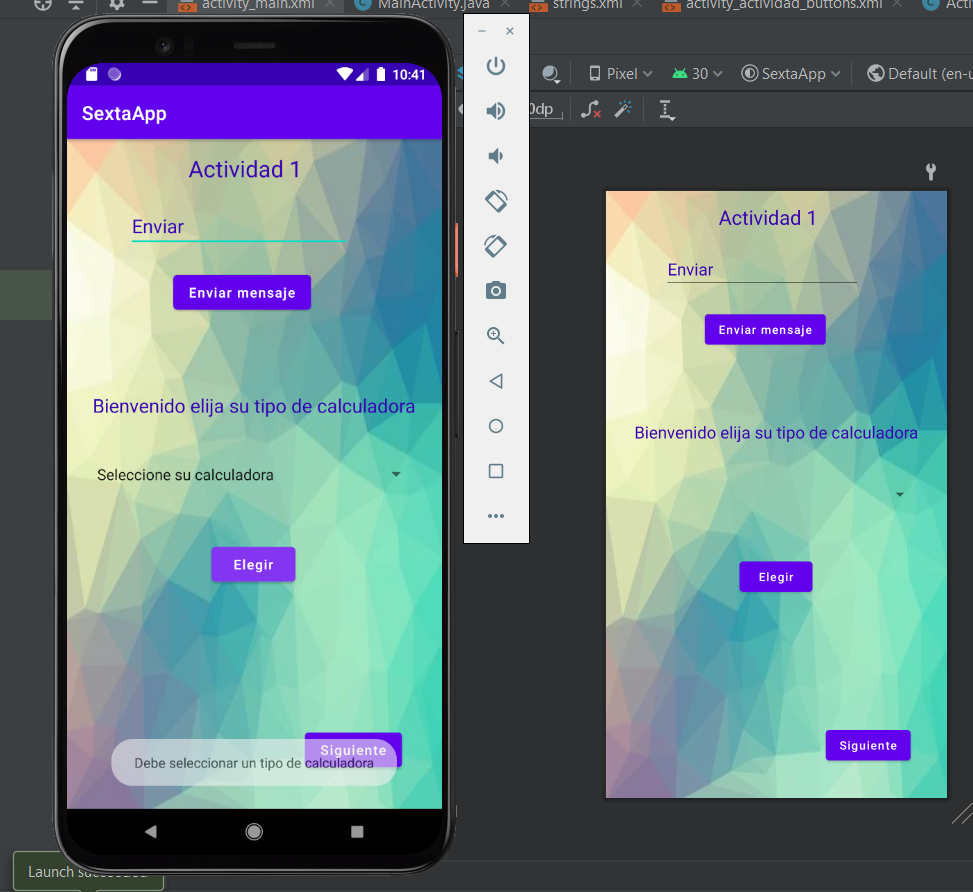 activity_main.xml
MainActivity.java
strings.xml
activity_actividad_buttons.xml
Pixel
30
SextaApp
Default (en-u
0dp
10:41
SextaApp
Actividad 1
Enviar
Enviar mensaje
Bienvenido elija su tipo de calculadora
Seleccione su calculadora
Elegir
Siguiente
Debe seleccionar un tipo de calculadora
Actividad 1
Enviar
Enviar mensaje
Bienvenido elija su tipo de calculadora
Elegir
Siguiente
Launch succeeded